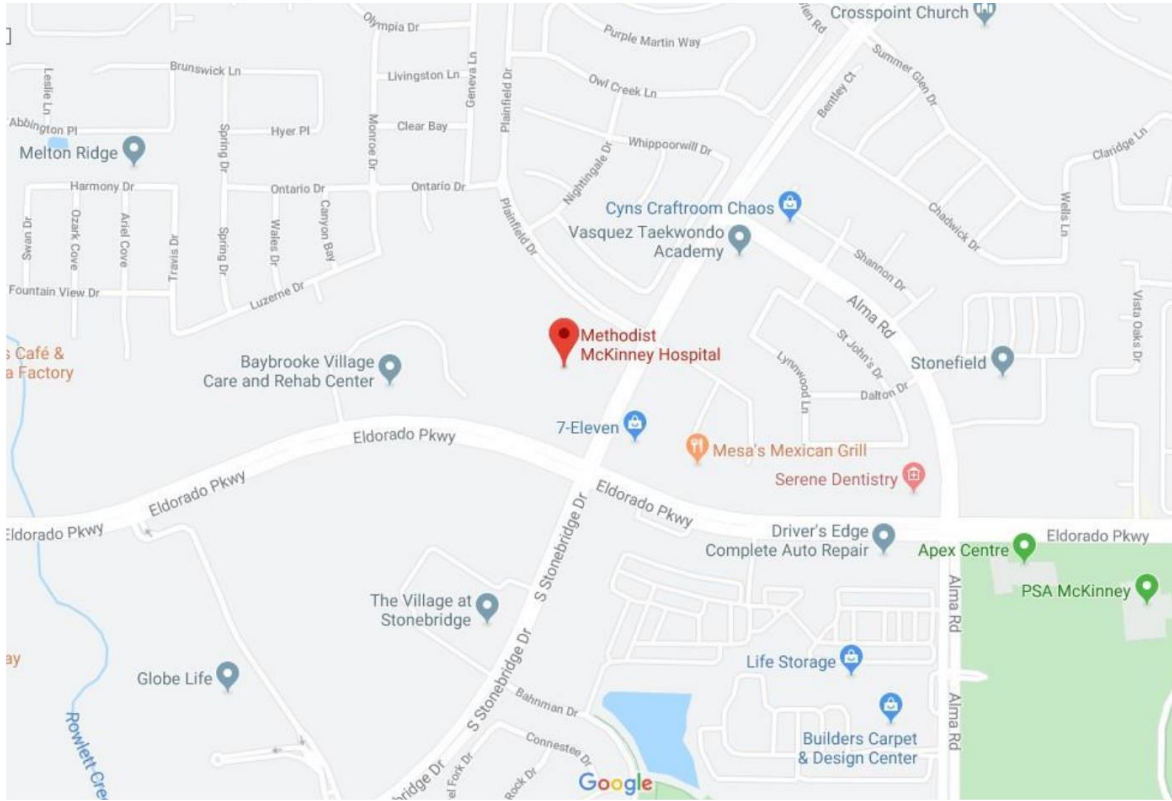 Crosspoint Church
Olympia Dr
Purple Martin Way
Summer Glen Dr
Brunswick Ln
Leslie Ln
Livingston Ln
Geneva Ln
Plainfield Dr
Owl Creek Ln
Bentley Ct
Abbington Pl
Spring Dr
Hyer Pl
Monroe Dr
Clear Bay
Whippoorwill Dr
Claridge Ln
Melton Ridge
Harmony Dr
Ontario Dr
Ontario Dr
Nightingale Dr
Cyns Craftroom Chaos
Vasquez Taekwondo
Academy
Chadwick Dr
Wells Ln
Swan Dr
Ozark Cove
Ariel Cove
Travis Dr
Spring Dr
Wales Dr
Canyon Bay
Plainfield Dr
Shannon Dr
Fountain View Dr
Luzerne Dr
Alma Rd
Vista Oaks Dr
Methodist
McKinney Hospital
s Café &
a Factory
Baybrooke Village
Care and Rehab Center
Lynnwood Ln
St John's Dr
Dalton Dr
Stonefield
7-Eleven
Eldorado Pkwy
Mesa's Mexican Grill
Serene Dentistry
Eldorado Pkwy
Eldorado Pkwy
Eldorado Pkwy
Driver's Edge
Complete Auto Repair
Apex Centre
Eldorado Pkwy
S Stonebridge Dr
The Village at
Stonebridge
Alma Rd
PSA McKinney
Life Storage
Globe Life
S Stonebridge Dr
Bahnman Dr
Alma Rd
Builders Carpet
& Design Center
Rowlett Cree
ay
Connestee Dr
bridge Dr
el Fork Dr
Rock Dr
Google